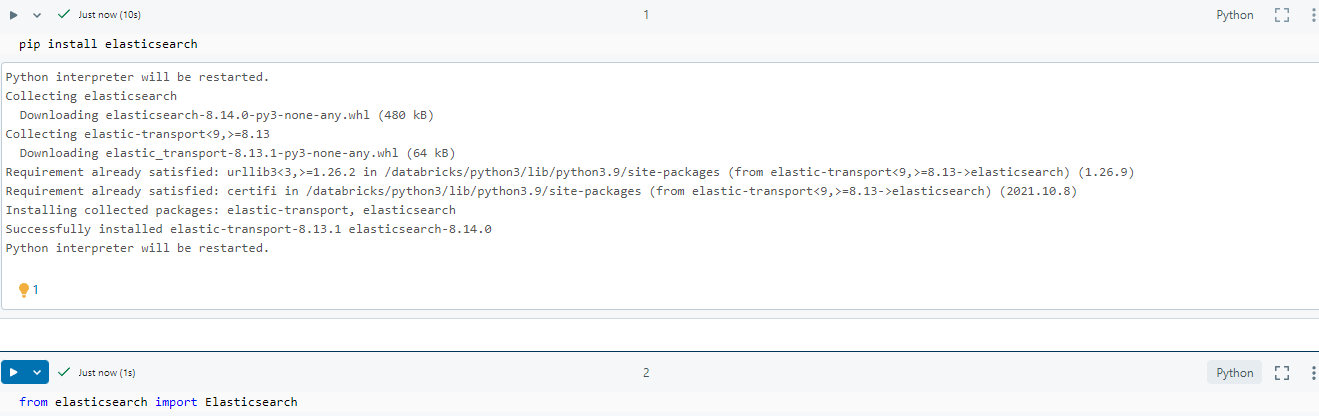 Just now (10s)
1
Python
pip install elasticsearch
Python interpreter will be restarted.
Collecting elasticsearch
  Downloading elasticsearch-8.14.0-py3-none-any.whl (480 kB)
Collecting elastic-transport<9,>=8.13
  Downloading elastic_transport-8.13.1-py3-none-any.whl (64 kB)
Requirement already satisfied: urllib3<3,>=1.26.2 in /databricks/python3/lib/python3.9/site-packages (from elastic-transport<9,>=8.13->elasticsearch) (1.26.9)
Requirement already satisfied: certifi in /databricks/python3/lib/python3.9/site-packages (from elastic-transport<9,>=8.13->elasticsearch) (2021.10.8)
Installing collected packages: elastic-transport, elasticsearch
Successfully installed elastic-transport-8.13.1 elasticsearch-8.14.0
Python interpreter will be restarted.
1
Just now (1s)
2
Python
from elasticsearch import Elasticsearch